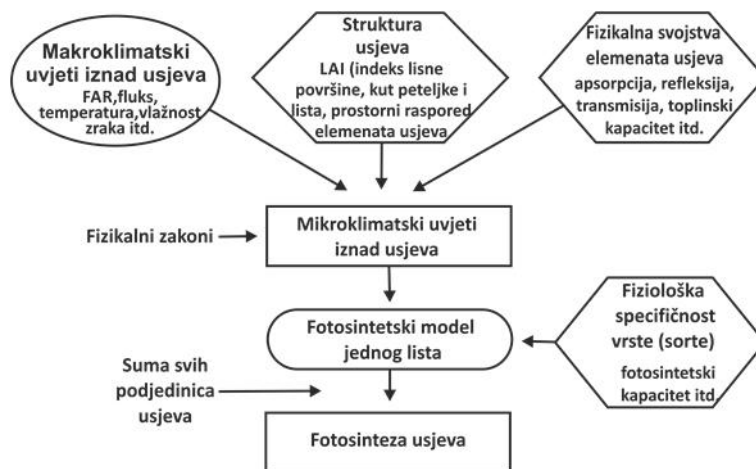 Makroklimatski
uvjeti iznad usjeva
FAR,fluks,
temperatura,vlažnost
zraka itd.
Struktura
usjeva
LAI (indeks lisne
površine, kut peteljke i
lista, prostorni raspored
elemenata usjeva
Fizikalna svojstva
elemenata usjeva
apsorpcija, refleksija,
transmisija, toplinski
kapacitet itd.
Fizikalni zakoni
Mikroklimatski uvjeti
iznad usjeva
Fotosintetski model
jednog lista
Fiziološka
specifičnost
vrste (sorte)
fotosintetski
kapacitet itd.
Suma svih
podjedinica
usjeva
Fotosinteza usjeva